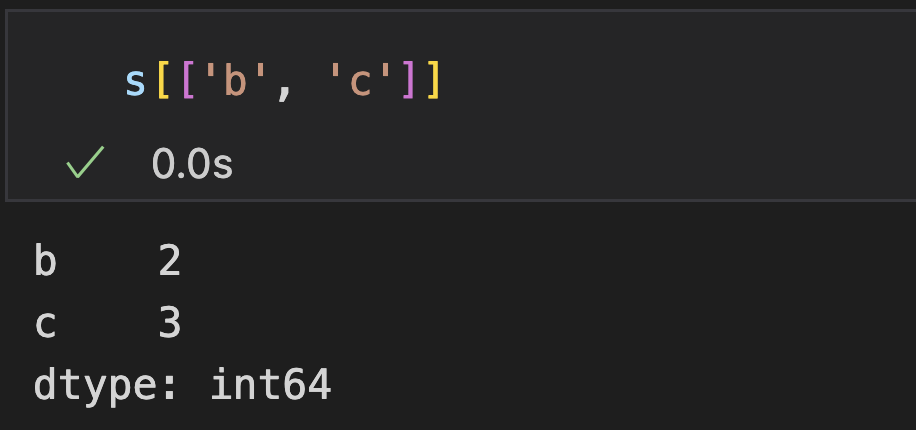 s[['b', 'c']]
0.0s
b    2
c    3
dtype: int64